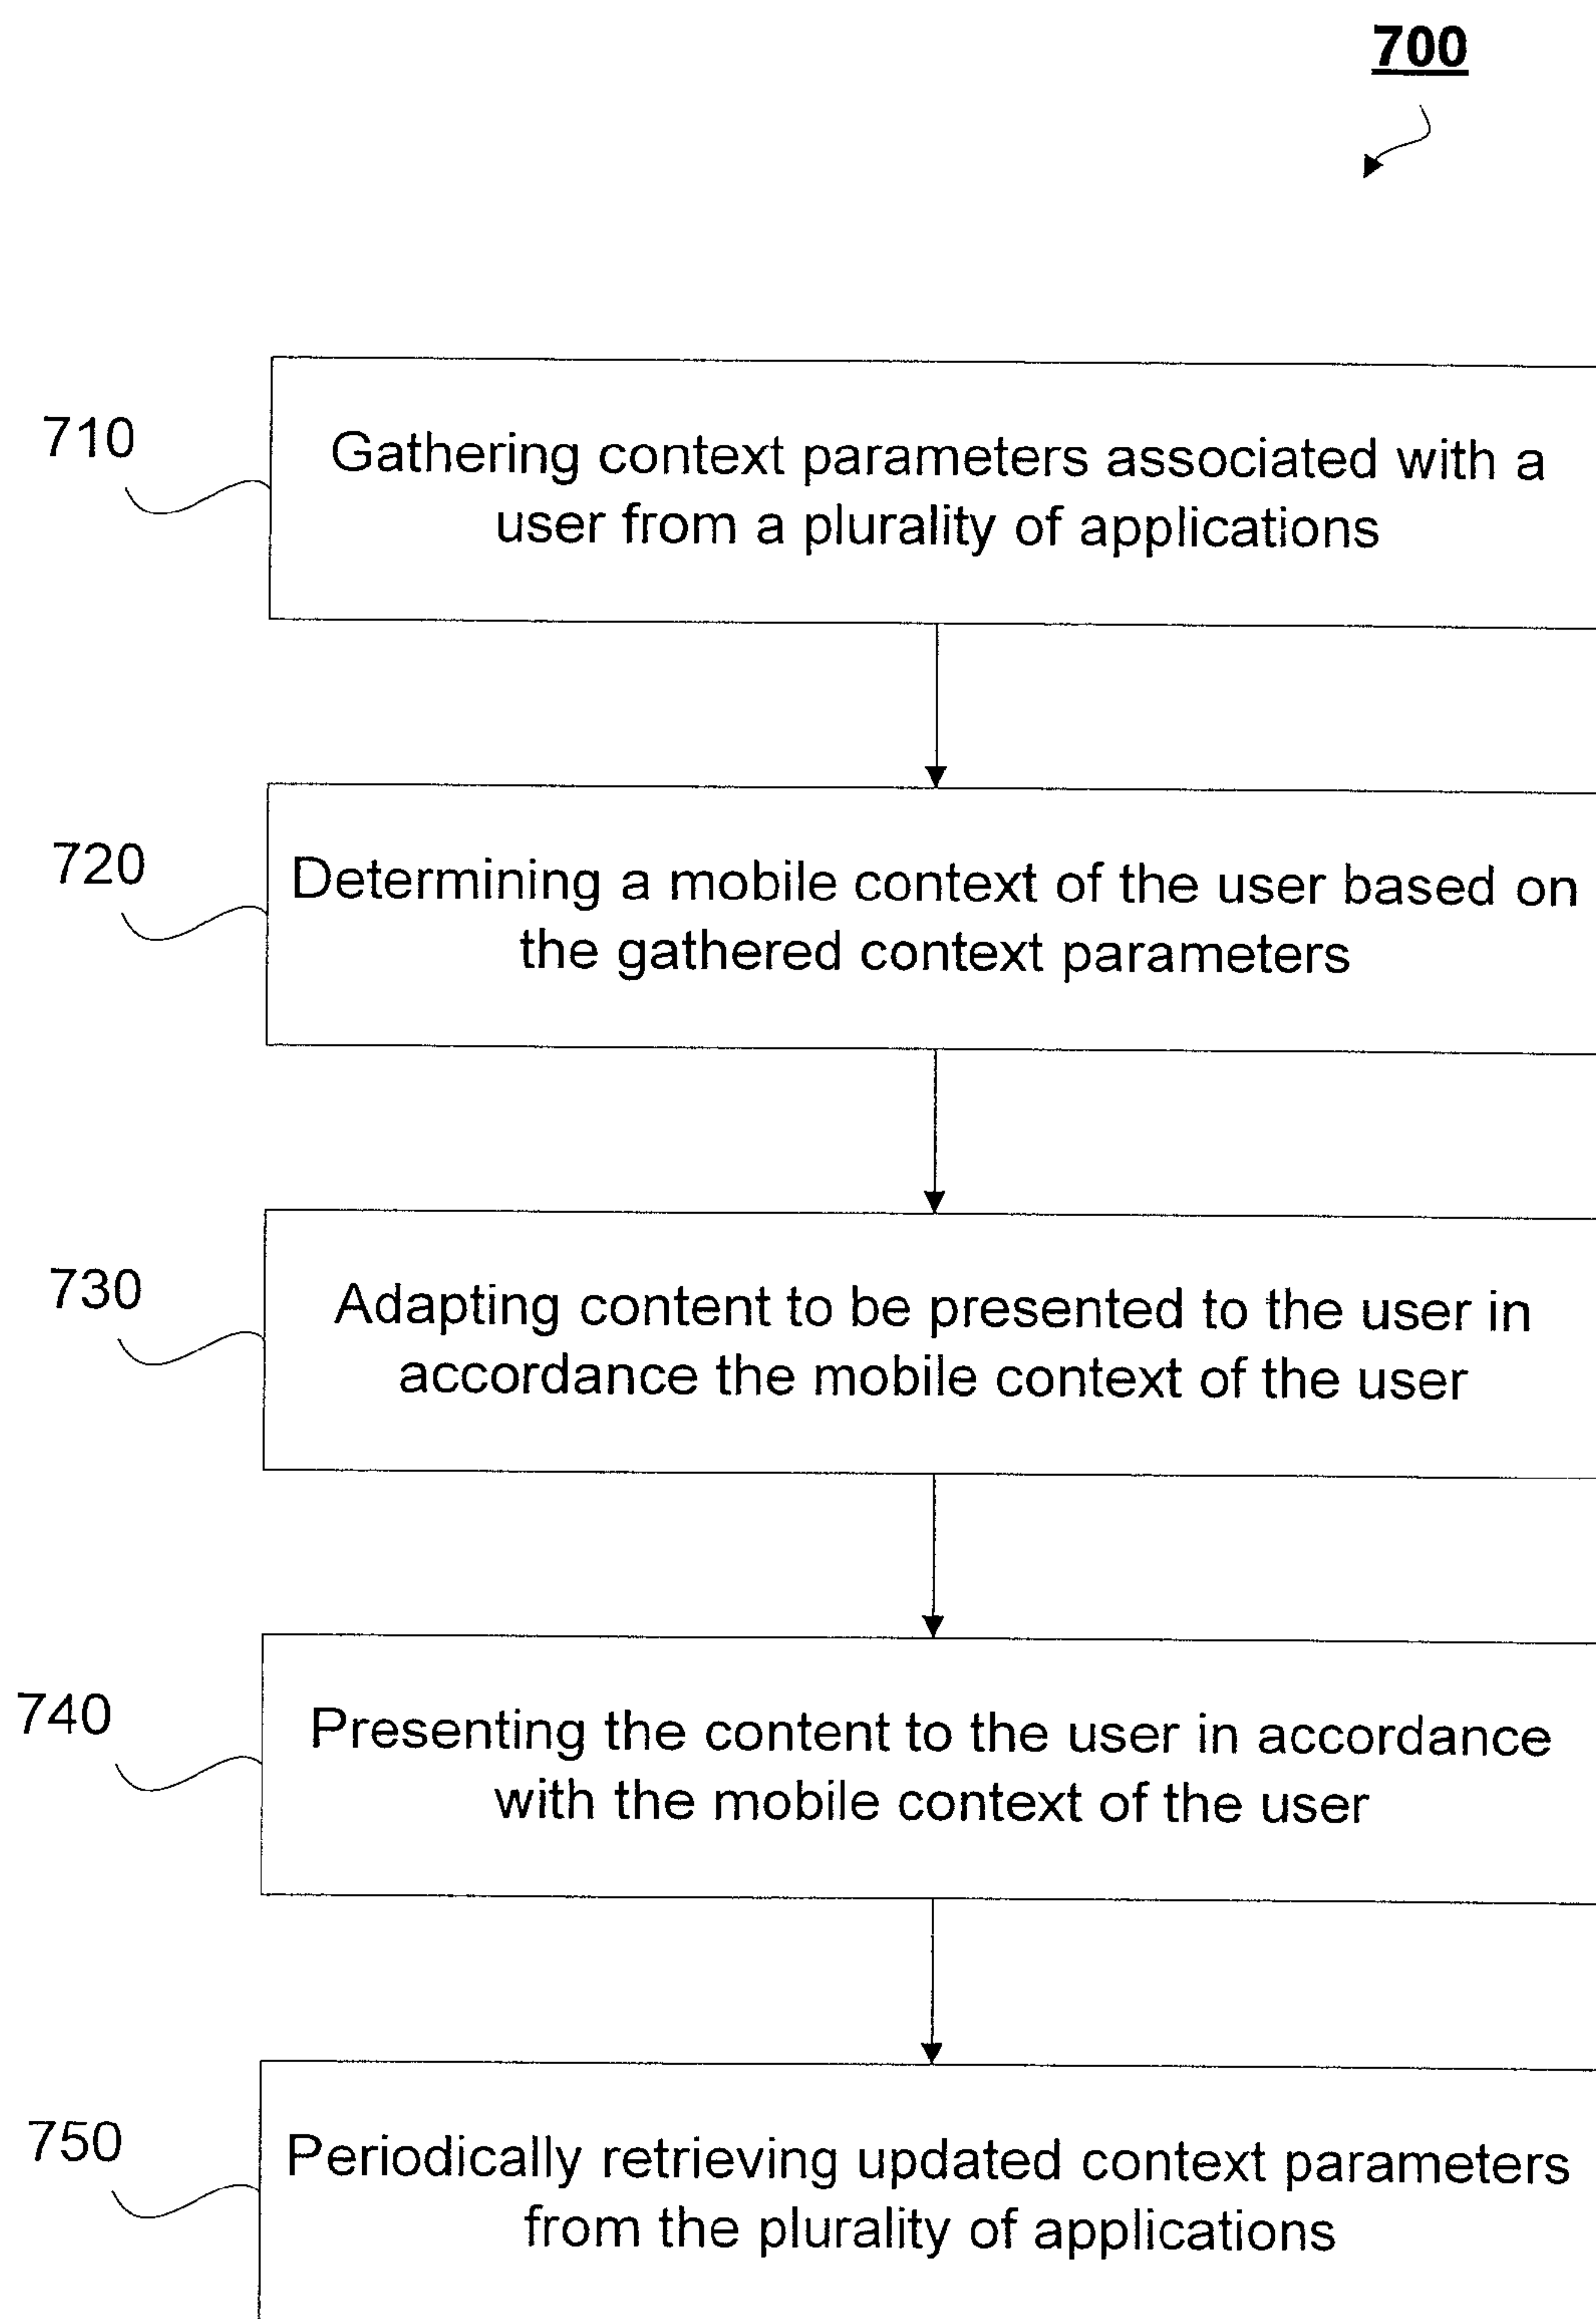 700
710
Gathering context parameters associated with a
user from a plurality of applications
720
Determining a mobile context of the user based on
the gathered context parameters
730
Adapting content to be presented to the user in
accordance the mobile context of the user
740
Presenting the content to the user in accordance
with the mobile context of the user
750
Periodically retrieving updated context parameters
from the plurality of applications